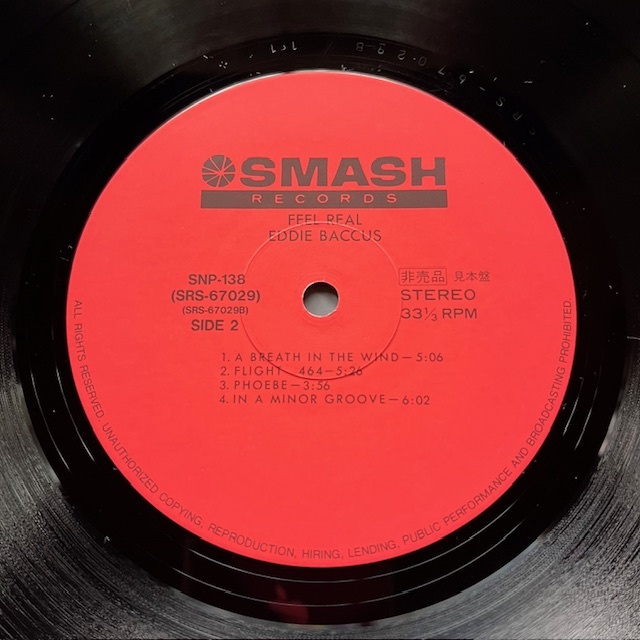 SMASH
RECORDS
FEEL REAL
EDDIE BACCUS
SNP-138
(SRS-67029)
(SRS-67029B)
SIDE 2
非売品 見本盤
STEREO
33⅓ RPM
1. A BREATH IN THE WIND—5:06
2. FLIGHT 464—5:26
3. PHOEBE—3:56
4. IN A MINOR GROOVE—6:02
ALL RIGHTS RESERVED. UNAUTHORIZED COPYING, REPRODUCTION, HIRING, LENDING, PUBLIC PERFORMANCE AND BROADCASTING PROHIBITED.